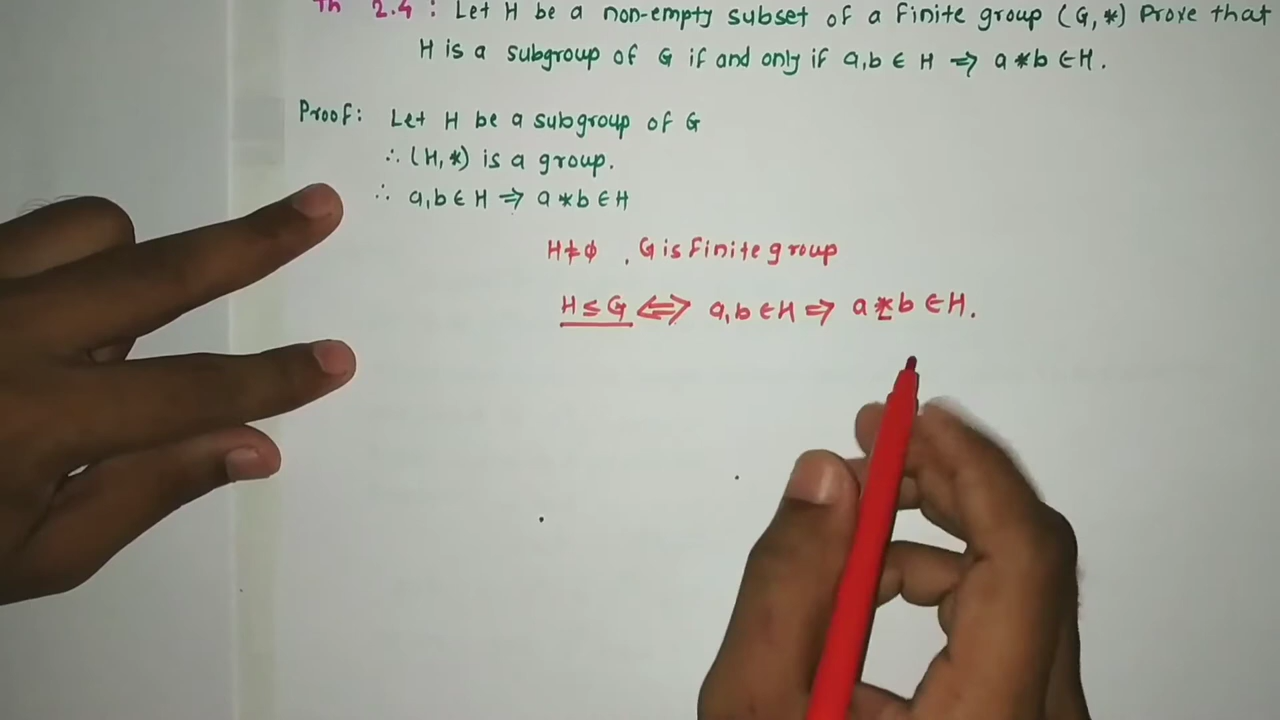 Th 2.4 : Let H be a non-empty subset of a finite group (G,*) Prove that
H is a subgroup of G if and only if a,b ∈ H ⇒ a*b ∈ H.
Proof: Let H be a subgroup of G
∴ (H,*) is a group.
∴ a,b ∈ H ⇒ a*b ∈ H
H≠ϕ , G is finite group
H ≤ G ⇔ a,b ∈ H ⇒ a*b ∈ H.